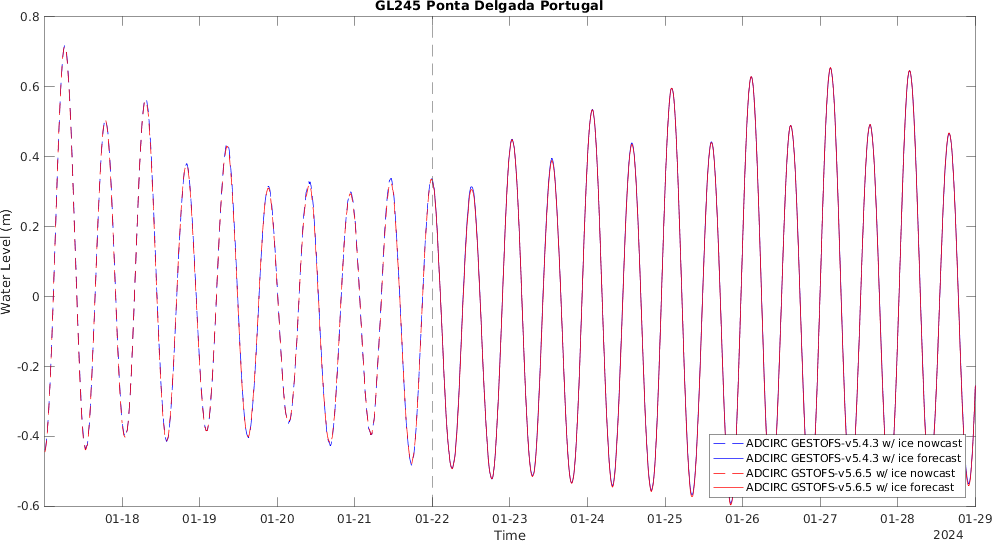 GL245 Ponta Delgada Portugal
0.8
0.6
0.4
0.2
0
-0.2
-0.4
-0.6
Water Level (m)
ADCIRC GESTOFS-v5.4.3 w/ ice nowcast
ADCIRC GESTOFS-v5.4.3 w/ ice forecast
ADCIRC GSTOFS-v5.6.5 w/ ice nowcast
ADCIRC GSTOFS-v5.6.5 w/ ice forecast
01-18 01-19 01-20 01-21 01-22 01-23 01-24 01-25 01-26 01-27 01-28 01-29
Time
2024